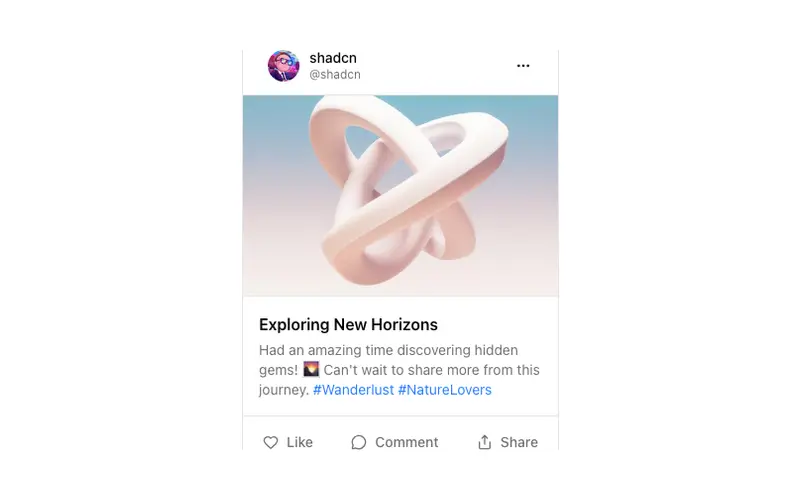 shadcn
@shadcn
Exploring New Horizons
Had an amazing time discovering hidden
gems! 🌄 Can't wait to share more from this
journey. #Wanderlust #NatureLovers
Like Comment Share